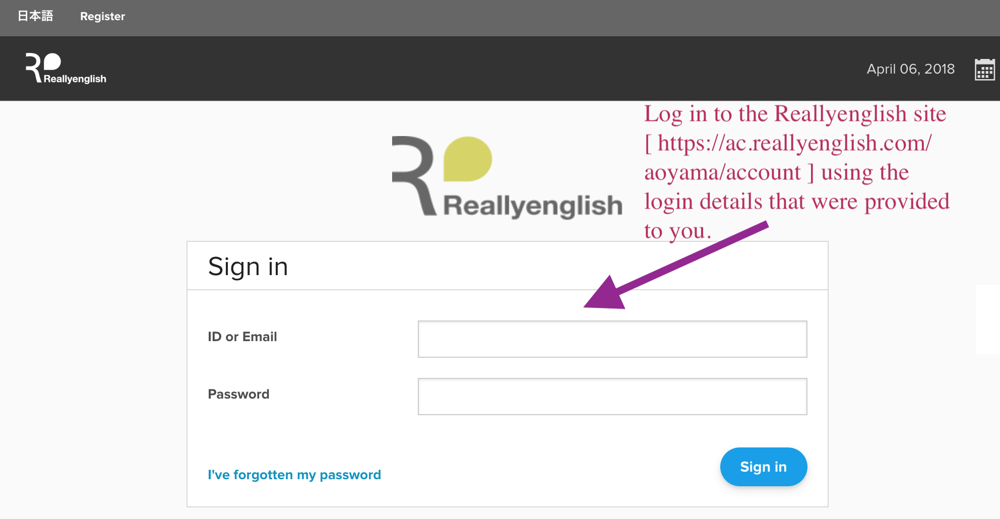 日本語 Register
Reallyenglish
April 06, 2018
Log in to the Reallyenglish site
[ https://ac.reallyenglish.com/
aoyama/account ] using the
login details that were provided
to you.
Reallyenglish
Sign in
ID or Email
Password
I've forgotten my password
Sign in